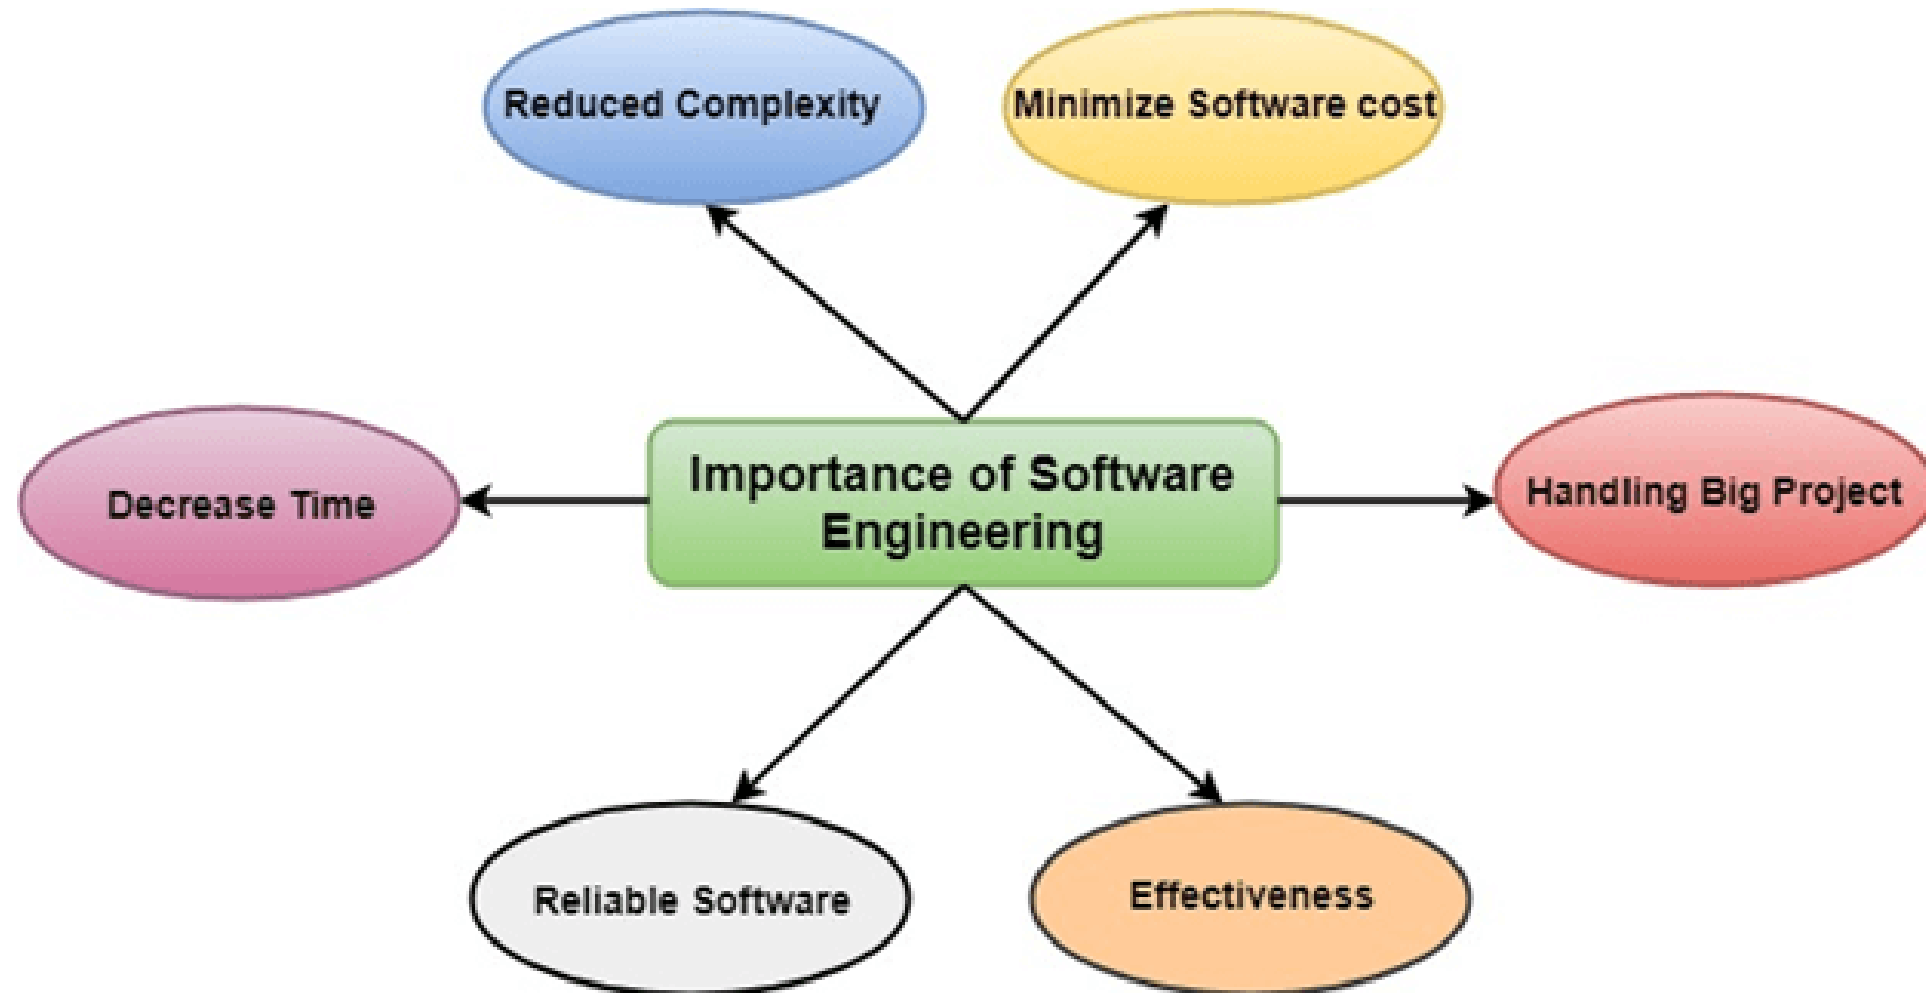 Reduced Complexity
Minimize Software cost
Importance of Software
Engineering
Decrease Time
Handling Big Project
Reliable Software
Effectiveness